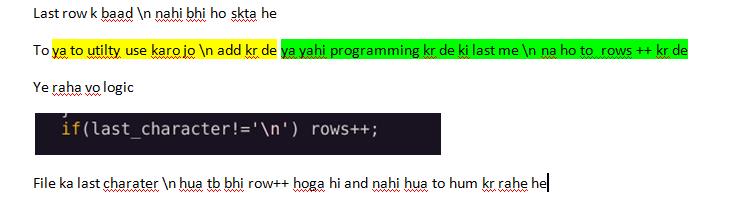 Last row k baad \n nahi bhi ho skta he
To ya to utilty use karo jo \n add kr de ya yahi programming kr de ki last me \n na ho to rows ++ kr de
Ye raha vo logic
if(last_character!='\n') rows++;
File ka last charater \n hua tb bhi row++ hoga hi and nahi hua to hum kr rahe he